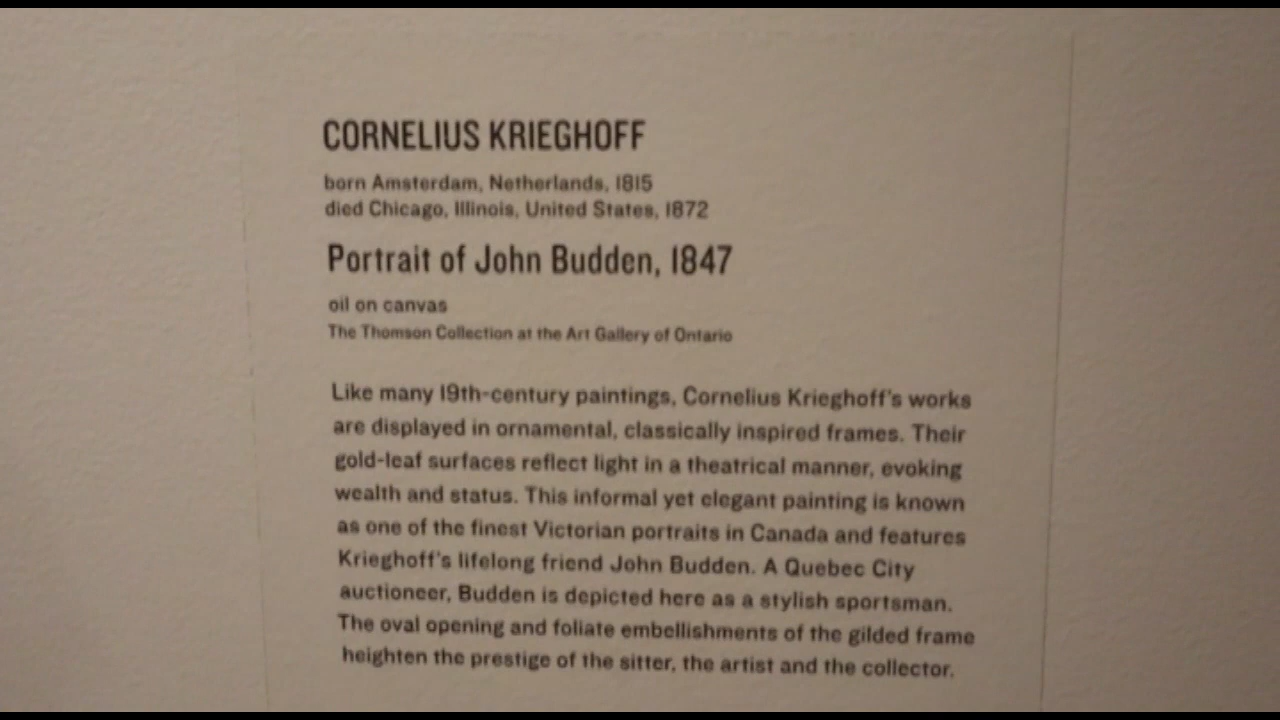 CORNELIUS KRIEGHOFF
born Amsterdam, Netherlands, 1815
died Chicago, Illinois, United States, 1872
Portrait of John Budden, 1847
oil on canvas
The Thomson Collection at the Art Gallery of Ontario
Like many 19th-century paintings, Cornelius Krieghoff's works
are displayed in ornamental, classically inspired frames. Their
gold-leaf surfaces reflect light in a theatrical manner, evoking
wealth and status. This informal yet elegant painting is known
as one of the finest Victorian portraits in Canada and features
Krieghoff's lifelong friend John Budden. A Quebec City
auctioneer, Budden is depicted here as a stylish sportsman.
The oval opening and foliate embellishments of the gilded frame
heighten the prestige of the sitter, the artist and the collector.